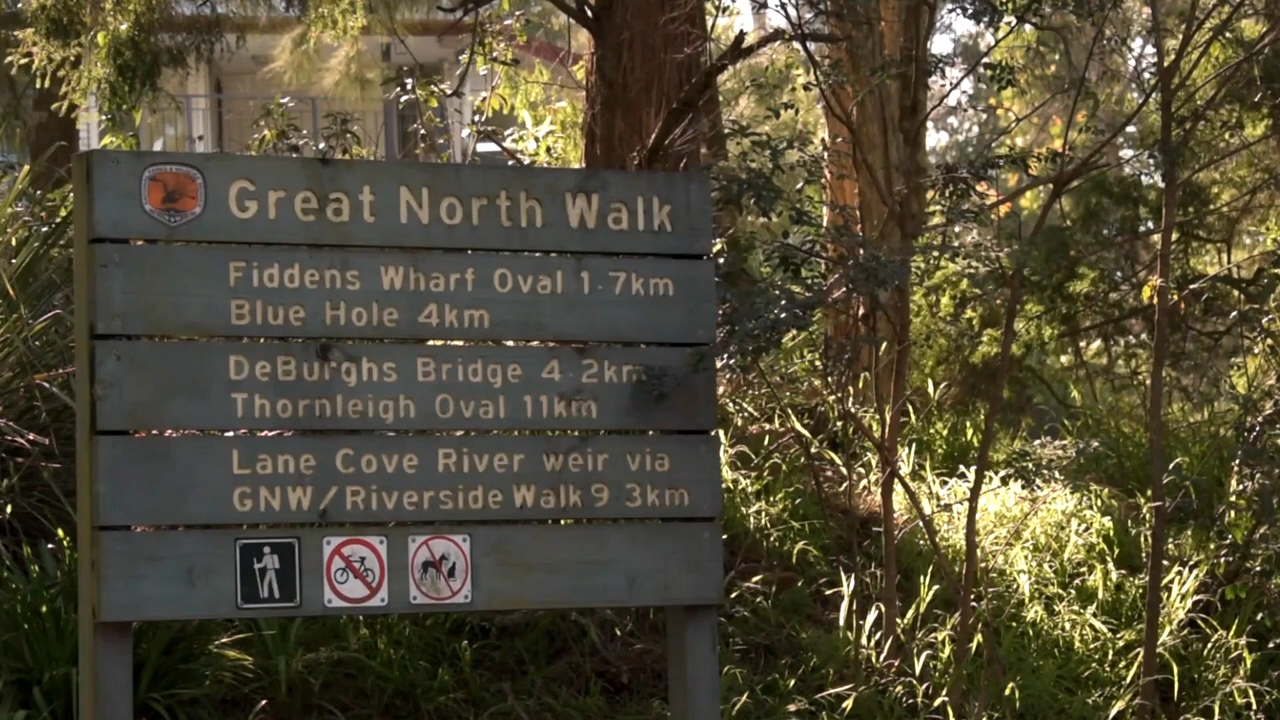 Great North Walk
Fiddens Wharf Oval 1.7km
Blue Hole 4km
DeBurghs Bridge 4.2km
Thornleigh Oval 11km
Lane Cove River weir via
GNW/Riverside Walk 9 3km